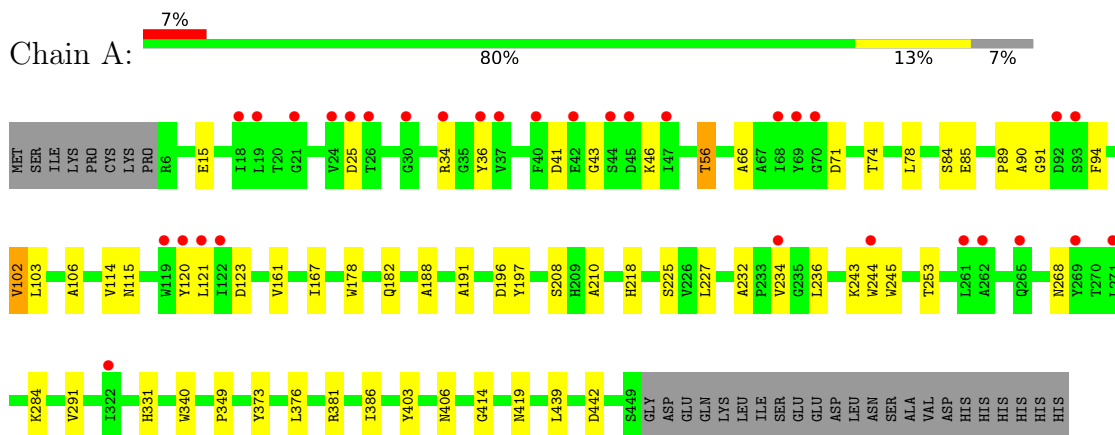 7%
Chain A:
80% 13% 7%
MET SER ILE LYS PRO CYS LYS PRO R6 E15 I18 L19 T20 G21 V24 D25 T26 G30 R34 G35 Y36 V37 F40 D41 E42 G43 S44 D45 K46 I47 T56 A66 A67 I68 Y69 G70 D71 T74 L78 S84 E85 P89 A90 G91 D92 S93 F94
V102 L103 A106 V114 N115 W119 Y120 L121 I122 D123 V161 I167 W178 Q182 A188 A191 D196 Y197 S208 H209 A210 H218 S225 V226 L227 A232 P233 V234 G235 L236 K243 W244 W245 T253 L261 A262 Q265 N268 Y269 T270
K284 V291 I322 H331 W340 P349 Y373 L376 R381 I386 Y403 N406 G414 N419 L439 D442 S449 GLY ASP GLU GLN LYS LEU ILE SER GLU GLU ASP LEU ASN SER ALA VAL ASP HIS HIS HIS HIS HIS HIS